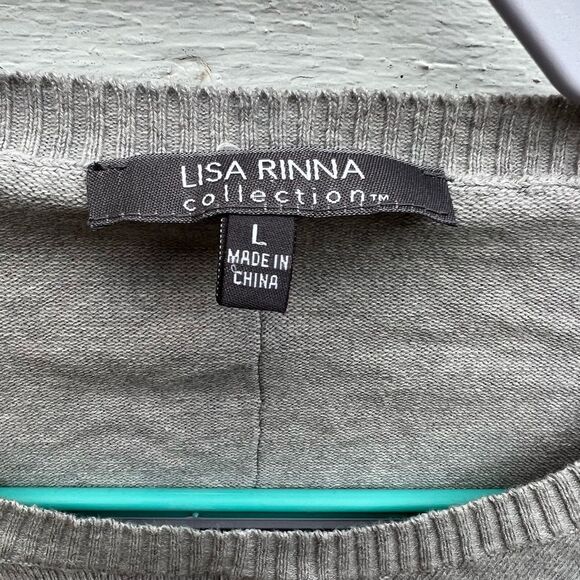 LISA RINNA
collection™
L
MADE IN
CHINA